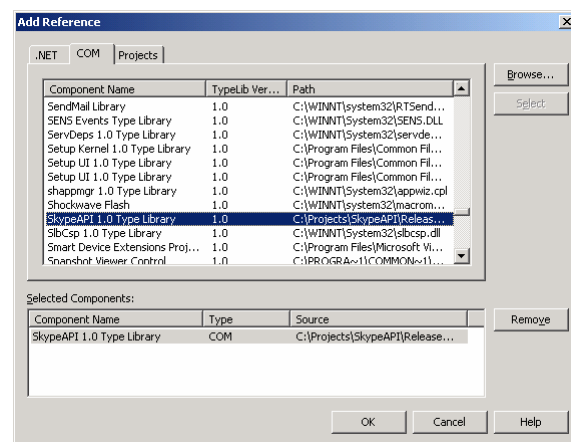 Add Reference
.NET COM Projects
Browse...
Select
Component Name TypeLib Ver... Path
SendMail Library 1.0 C:\WINNT\system32\RTSend...
SENS Events Type Library 1.0 C:\WINNT\System32\SENS.DLL
ServDeps 1.0 Type Library 1.0 C:\WINNT\system32\servde...
Setup Kernel 1.0 Type Library 1.0 C:\Program Files\Common Fil...
Setup UI 1.0 Type Library 1.0 C:\Program Files\Common Fil...
Setup UI 1.0 Type Library 1.0 C:\Program Files\Common Fil...
shappmgr 1.0 Type Library 1.0 C:\WINNT\System32\appwiz.cpl
Shockwave Flash 1.0 C:\WINNT\system32\macrom...
SkypeAPI 1.0 Type Library 1.0 C:\Projects\SkypeAPI\Releas...
SlbCsp 1.0 Type Library 1.0 C:\WINNT\System32\slbcsp.dll
Smart Device Extensions Proj... 1.0 C:\Program Files\Microsoft Vi...
Snapshot Viewer Control 1.0 C:\PROGRA~1\COMMON~1\...
Selected Components:
Component Name Type Source
Remove
SkypeAPI 1.0 Type Library COM C:\Projects\SkypeAPI\Release...
OK Cancel Help